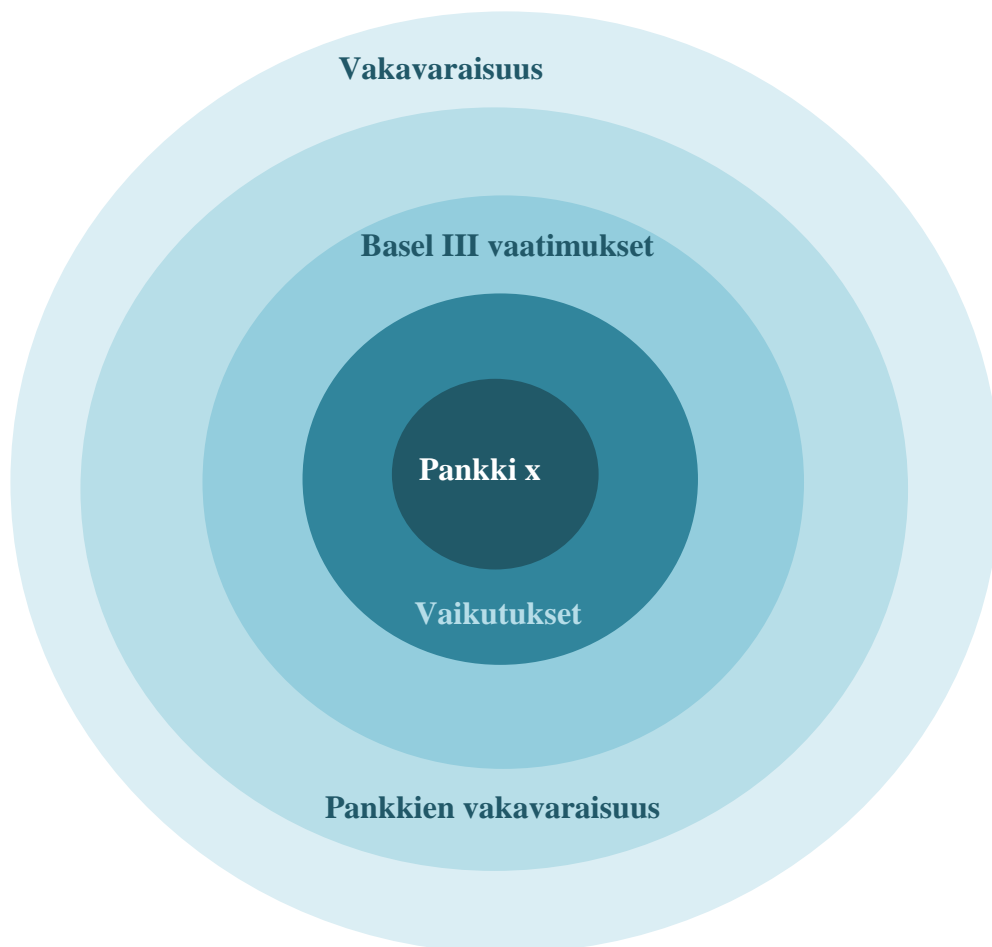 Vakavaraisuus
Basel III vaatimukset
Pankki x
Vaikutukset
Pankkien vakavaraisuus